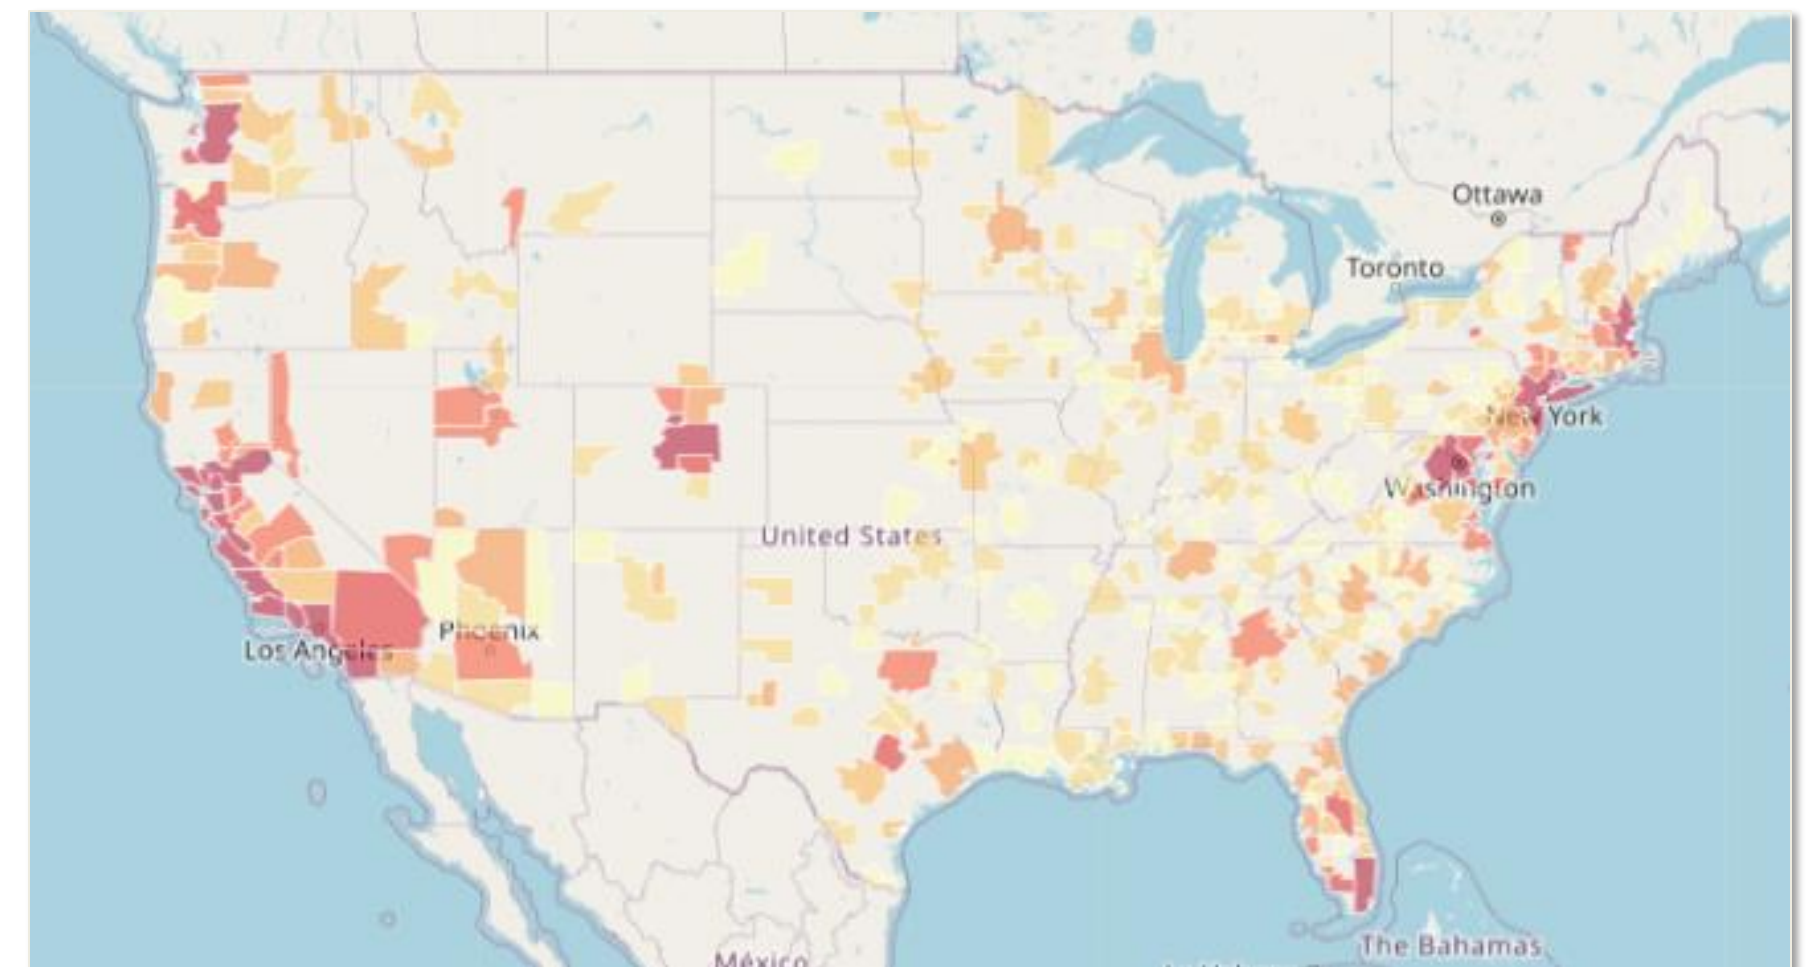 Ottawa
Toronto
New York
Washington
United States
Phoenix
Los Angeles
The Bahamas
México